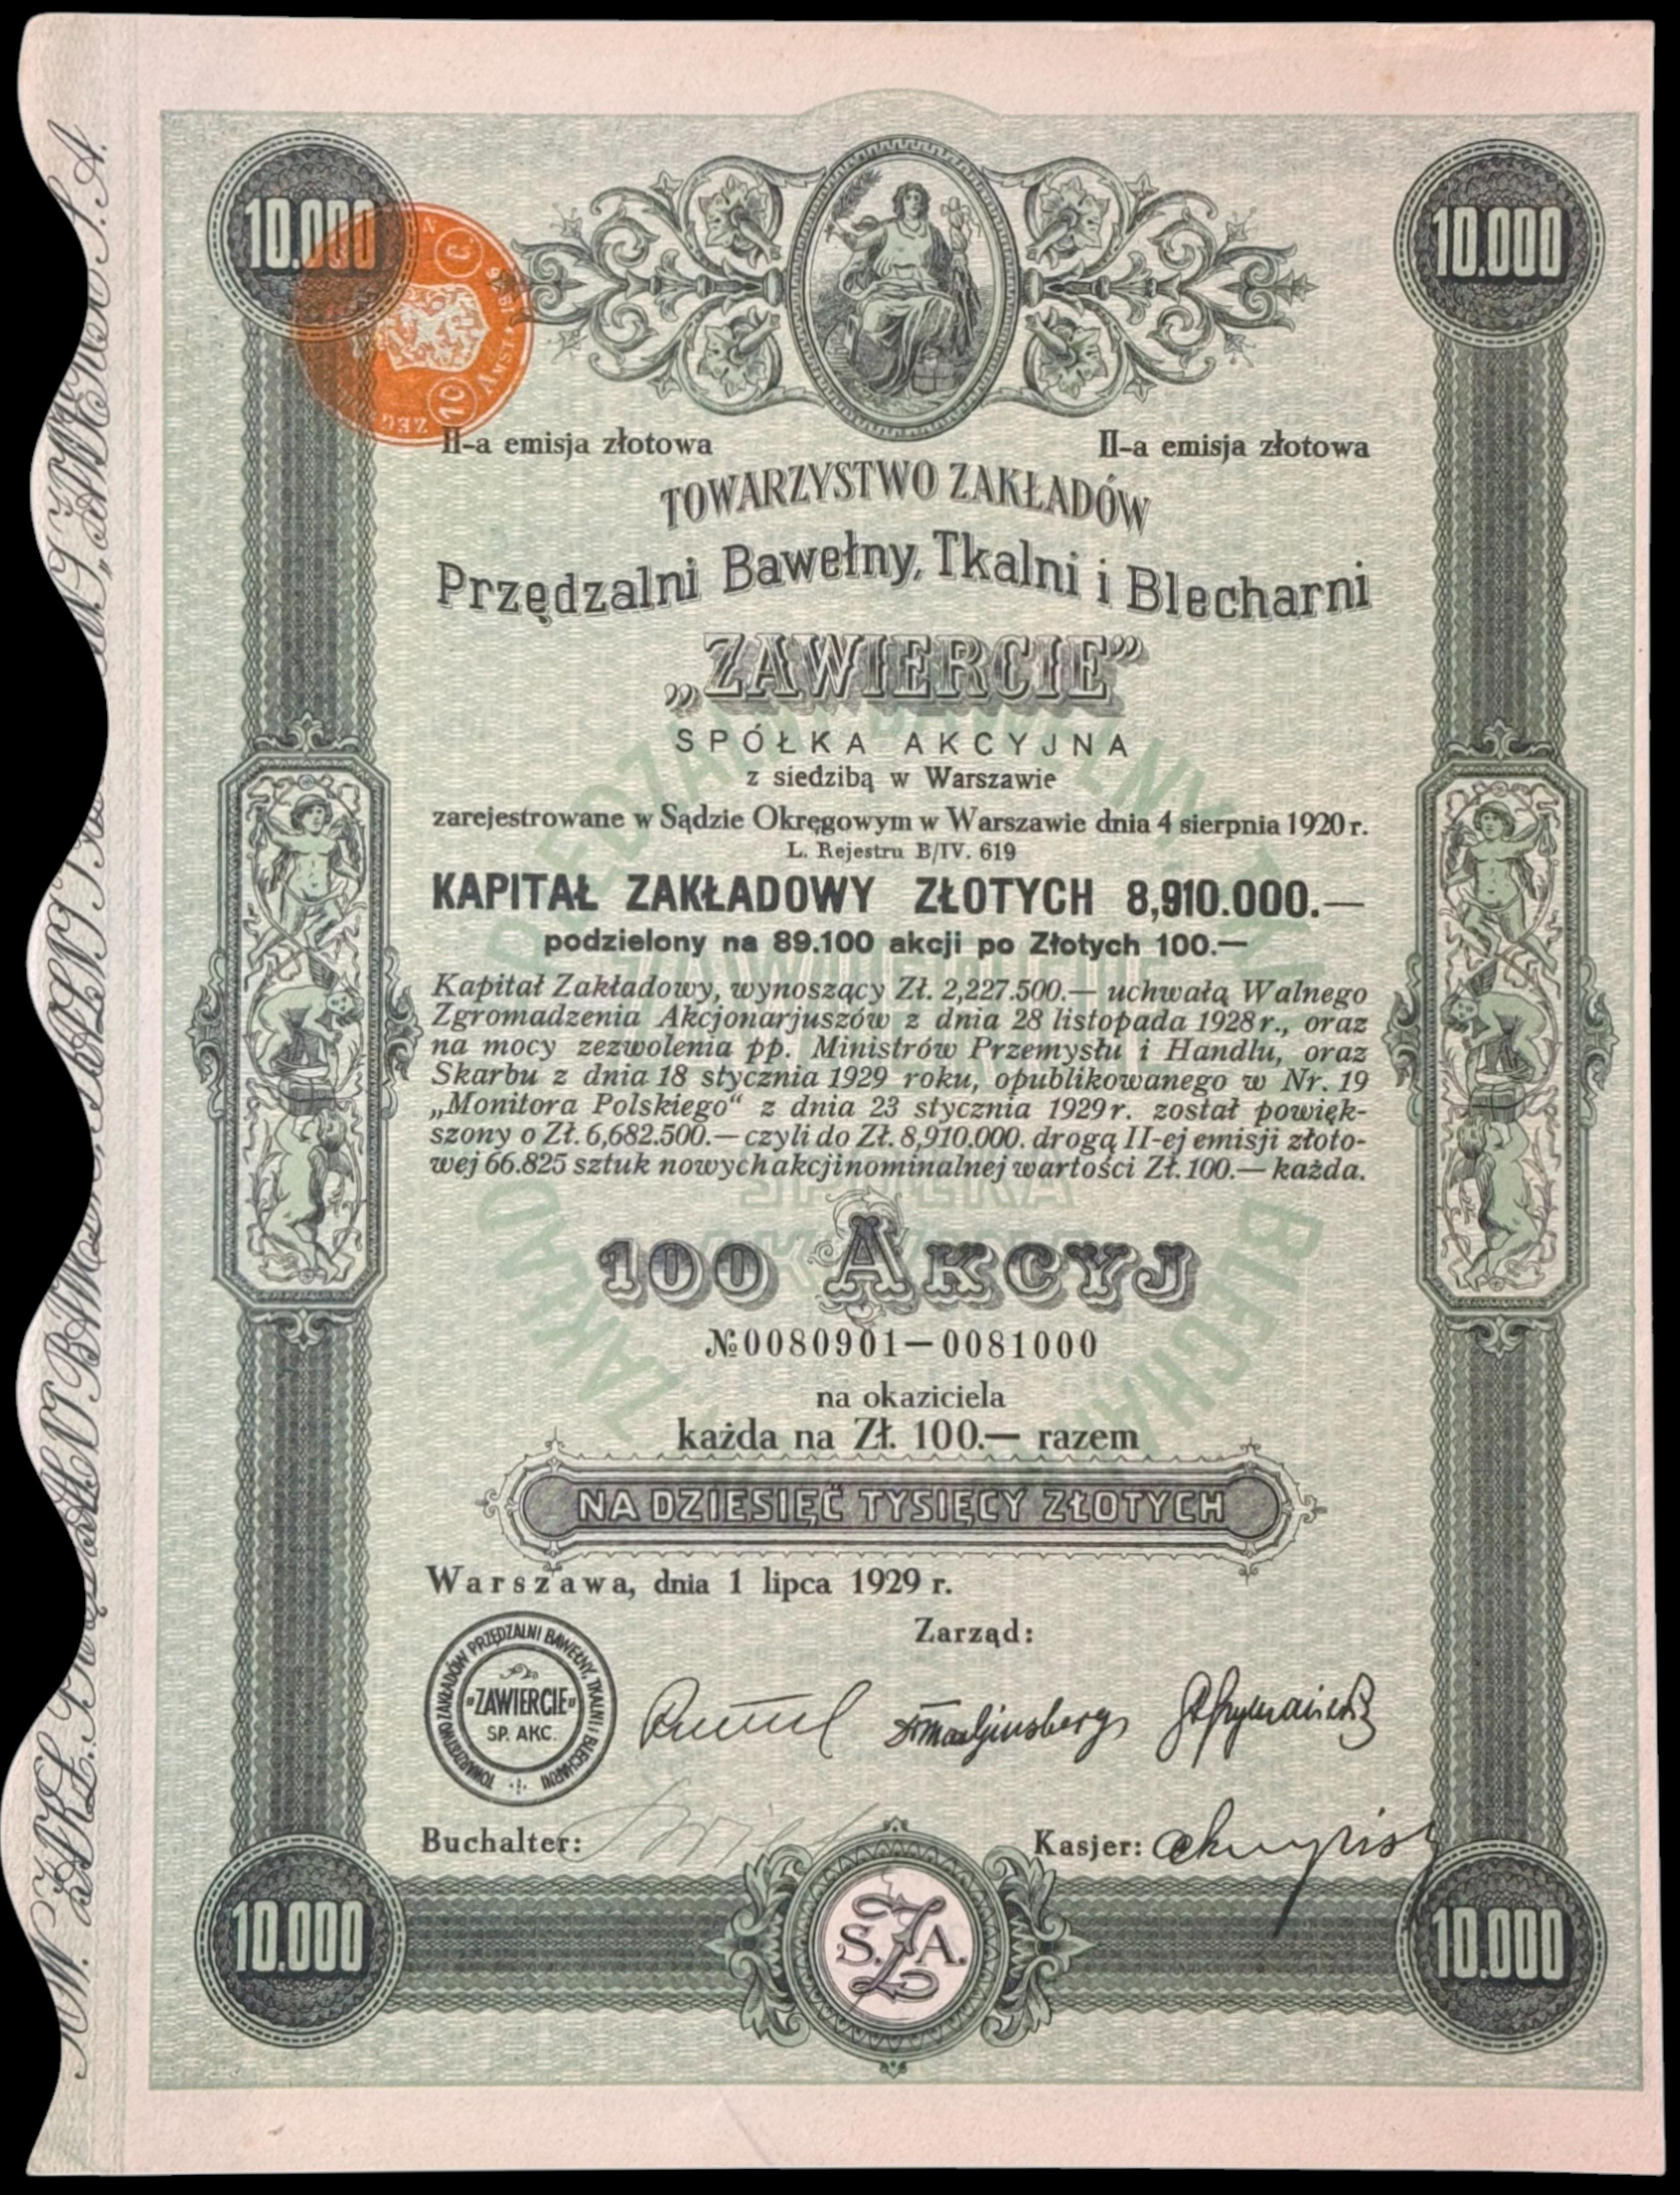 10.000
10.000
II-a emisja złotowa
II-a emisja złotowa
TOWARZYSTWO ZAKŁADÓW
Przędzalni Bawełny, Tkalni i Blecharni
„ZAWIERCIE”
SPÓŁKA AKCYJNA
z siedzibą w Warszawie
zarejestrowane w Sądzie Okręgowym w Warszawie dnia 4 sierpnia 1920 r.
L. Rejestru B/IV. 619
KAPITAŁ ZAKŁADOWY ZŁOTYCH 8,910.000.—
podzielony na 89.100 akcji po Złotych 100.—
Kapitał Zakładowy, wynoszący Zł. 2,227.500.— uchwałą Walnego
Zgromadzenia Akcjonarjuszów z dnia 28 listopada 1928 r., oraz
na mocy zezwolenia pp. Ministrów Przemysłu i Handlu, oraz
Skarbu z dnia 18 stycznia 1929 roku, opublikowanego w Nr. 19
„Monitora Polskiego“ z dnia 23 stycznia 1929 r. został powięk-
szony o Zł. 6,682.500.— czyli do Zł. 8,910.000. drogą II-ej emisji złoto-
wej 66.825 sztuk nowych akcji nominalnej wartości Zł. 100.— każda.
100 AKCYJ
№ 0080901—0081000
na okaziciela
każda na Zł. 100.— razem
NA DZIESIĘĆ TYSIĘCY ZŁOTYCH
Warszawa, dnia 1 lipca 1929 r.
Zarząd:
TOWARZYSTWO ZAKŁADÓW PRZĘDZALNI BAWEŁNY, TKALNI I BLECHARNI
„ZAWIERCIE”
SP. AKC.
Buchalter:
Kasjer:
10.000
S.Z.A.
10.000